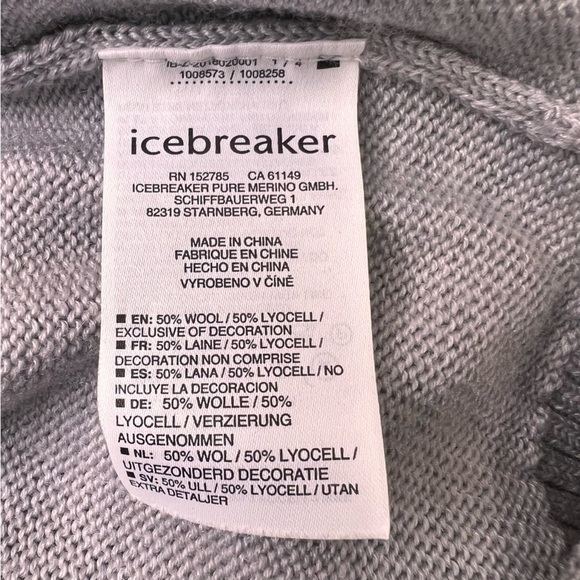 1008573 / 1008258
icebreaker
RN 152785 CA 61149
ICEBREAKER PURE MERINO GMBH.
SCHIFFBAUERWEG 1
82319 STARNBERG, GERMANY
MADE IN CHINA
FABRIQUE EN CHINE
HECHO EN CHINA
VYROBENO V ČÍNĚ
EN: 50% WOOL / 50% LYOCELL /
EXCLUSIVE OF DECORATION
FR: 50% LAINE / 50% LYOCELL /
DECORATION NON COMPRISE
ES: 50% LANA / 50% LYOCELL / NO
INCLUYE LA DECORACION
DE: 50% WOLLE / 50%
LYOCELL / VERZIERUNG
AUSGENOMMEN
NL: 50% WOL / 50% LYOCELL /
UITGEZONDERD DECORATIE
SV: 50% ULL / 50% LYOCELL / UTAN
EXTRA DETALJER